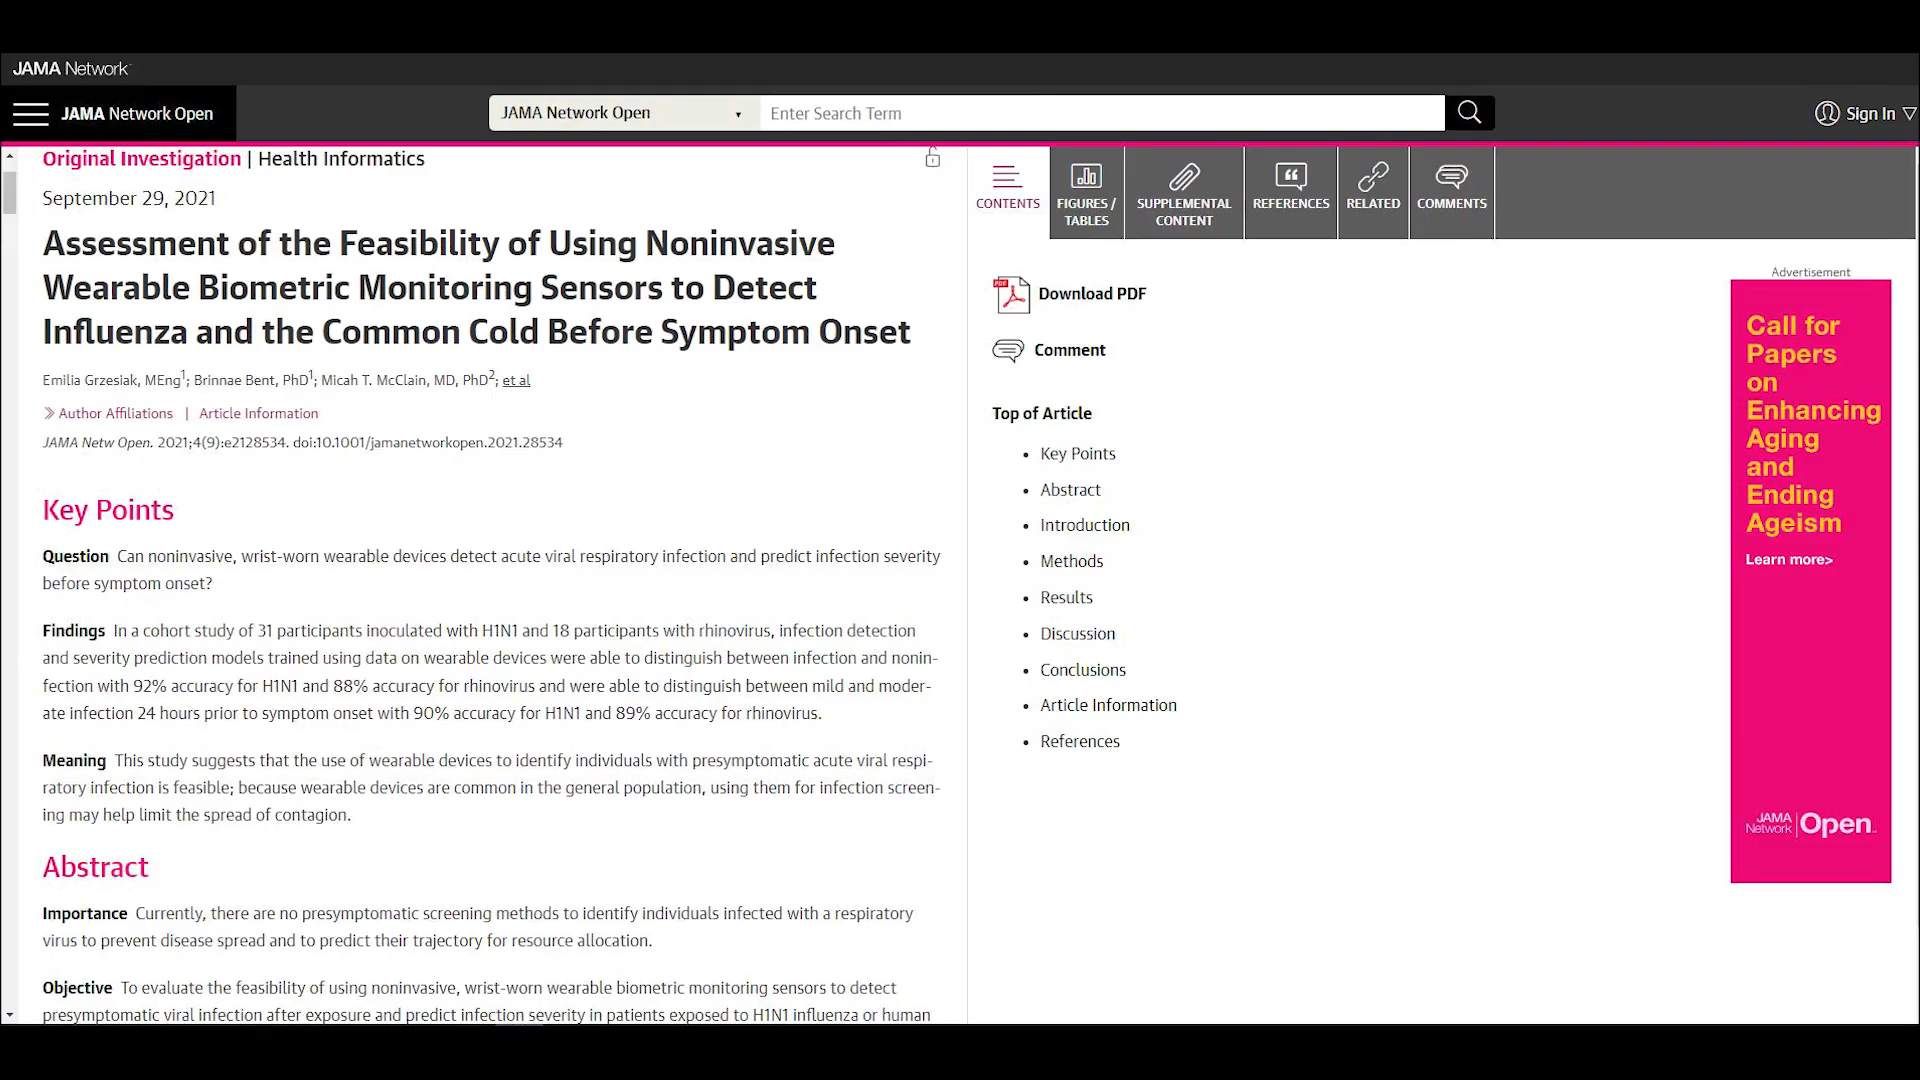 JAMA Network
JAMA Network Open
JAMA Network Open
Enter Search Term
Sign In
Original Investigation | Health Informatics
September 29, 2021
Assessment of the Feasibility of Using Noninvasive
Wearable Biometric Monitoring Sensors to Detect
Influenza and the Common Cold Before Symptom Onset
Emilia Grzesiak, MEng1; Brinnae Bent, PhD1; Micah T. McClain, MD, PhD2; et al
Author Affiliations | Article Information
JAMA Netw Open. 2021;4(9):e2128534. doi:10.1001/jamanetworkopen.2021.28534
Key Points
Question Can noninvasive, wrist-worn wearable devices detect acute viral respiratory infection and predict infection severity
before symptom onset?
Findings In a cohort study of 31 participants inoculated with H1N1 and 18 participants with rhinovirus, infection detection
and severity prediction models trained using data on wearable devices were able to distinguish between infection and nonin-
fection with 92% accuracy for H1N1 and 88% accuracy for rhinovirus and were able to distinguish between mild and moder-
ate infection 24 hours prior to symptom onset with 90% accuracy for H1N1 and 89% accuracy for rhinovirus.
Meaning This study suggests that the use of wearable devices to identify individuals with presymptomatic acute viral respi-
ratory infection is feasible; because wearable devices are common in the general population, using them for infection screen-
ing may help limit the spread of contagion.
Abstract
Importance Currently, there are no presymptomatic screening methods to identify individuals infected with a respiratory
virus to prevent disease spread and to predict their trajectory for resource allocation.
Objective To evaluate the feasibility of using noninvasive, wrist-worn wearable biometric monitoring sensors to detect
presymptomatic viral infection after exposure and predict infection severity in patients exposed to H1N1 influenza or human
CONTENTS
FIGURES /
TABLES
SUPPLEMENTAL
CONTENT
REFERENCES
RELATED
COMMENTS
PDF
Download PDF
Comment
Top of Article
Key Points
Abstract
Introduction
Methods
Results
Discussion
Conclusions
Article Information
References
Advertisement
Call for
Papers
on
Enhancing
Aging
and
Ending
Ageism
Learn more>
JAMA
Network
Open